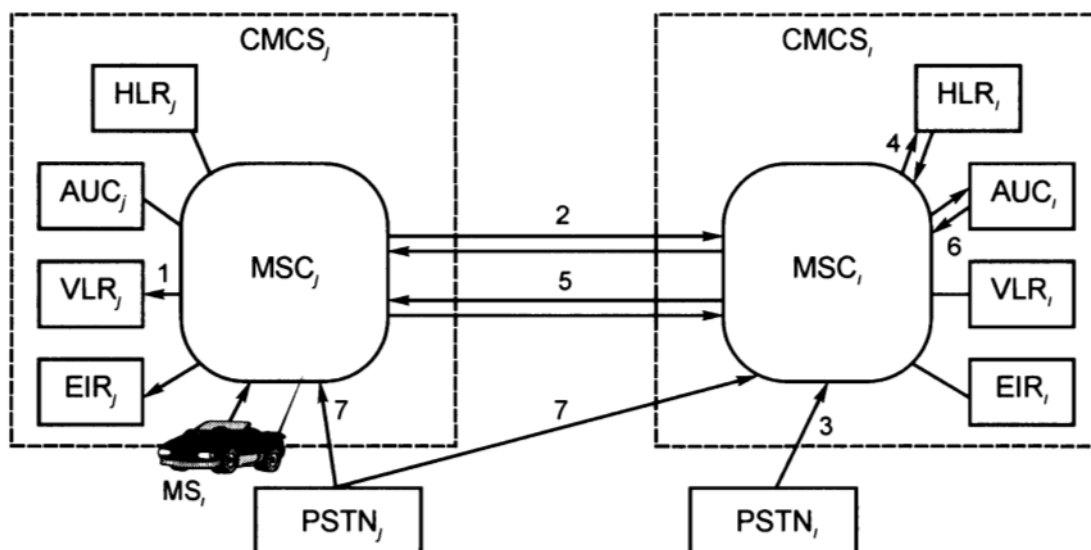 CMCSⱼ
CMCSᵢ
HLRⱼ
HLRᵢ
4
AUCⱼ
AUCᵢ
2
6
MSCⱼ
MSCᵢ
1
VLRⱼ
VLRᵢ
5
EIRⱼ
EIRᵢ
7
7
3
MSᵢ
PSTNⱼ
PSTNᵢ